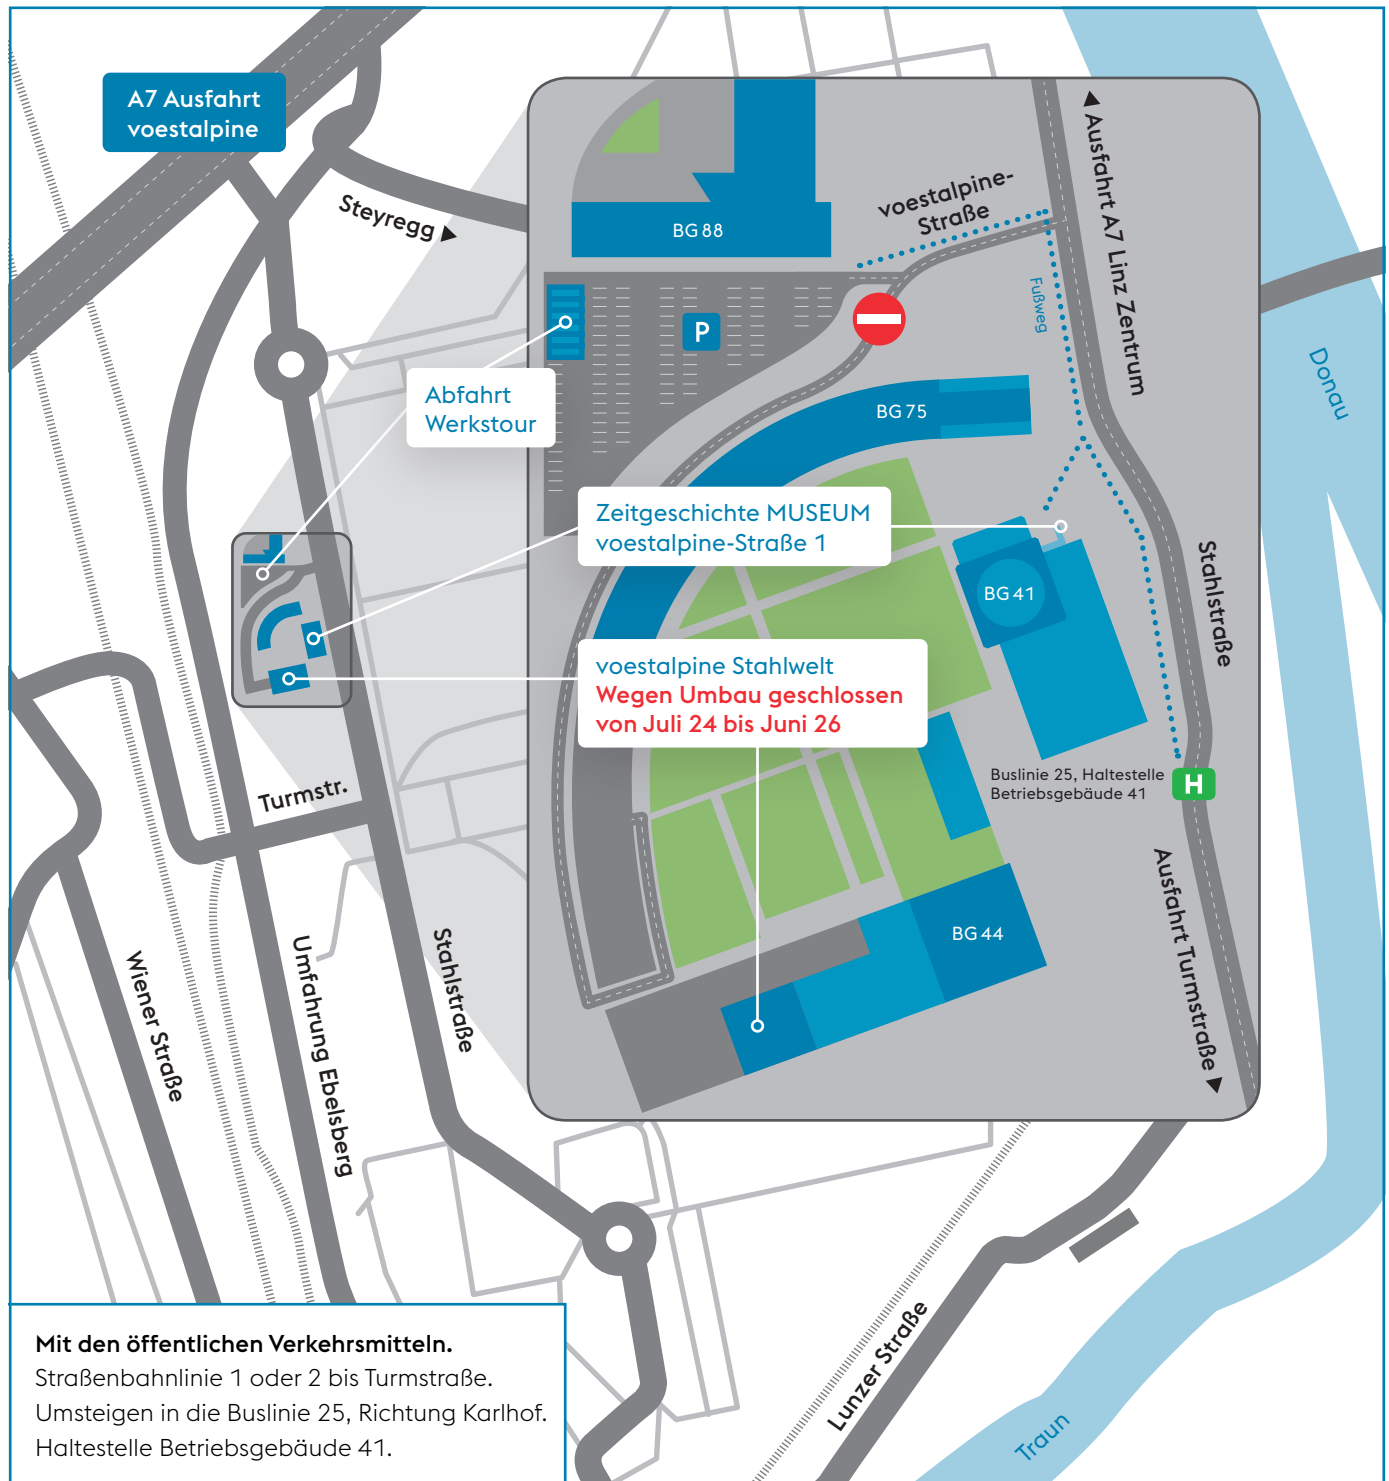 A7 Ausfahrt
voestalpine
Steyregg
BG 88
voestalpine-
Straße
Ausfahrt A7 Linz Zentrum
Fußweg
P
Donau
Abfahrt
Werkstour
BG 75
Zeitgeschichte MUSEUM
voestalpine-Straße 1
BG 41
Stahlstraße
voestalpine Stahlwelt
Wegen Umbau geschlossen
von Juli 24 bis Juni 26
Buslinie 25, Haltestelle
Betriebsgebäude 41
H
Turmstr.
Ausfahrt Turmstraße
BG 44
Wiener Straße
Umfahrung Ebelsberg
Stahlstraße
Lunzer Straße
Traun
Mit den öffentlichen Verkehrsmitteln.
Straßenbahnlinie 1 oder 2 bis Turmstraße.
Umsteigen in die Buslinie 25, Richtung Karlhof.
Haltestelle Betriebsgebäude 41.